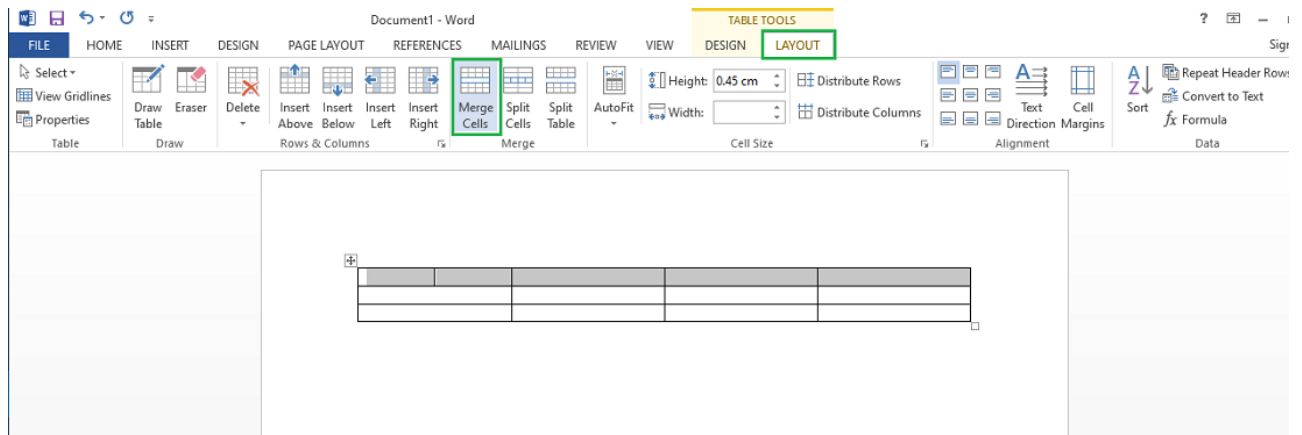 Document1 - Word
TABLE TOOLS
?
FILE HOME INSERT DESIGN PAGE LAYOUT REFERENCES MAILINGS REVIEW VIEW DESIGN LAYOUT
Select
View Gridlines
Properties
Table
Draw Table
Eraser
Draw
Delete
Insert Above
Insert Below
Insert Left
Insert Right
Rows & Columns
Merge Cells
Split Cells
Split Table
Merge
AutoFit
Height: 0.45 cm
Width:
Distribute Rows
Distribute Columns
Cell Size
Text Direction
Cell Margins
Alignment
Sort
Repeat Header Rows
Convert to Text
fx Formula
Data